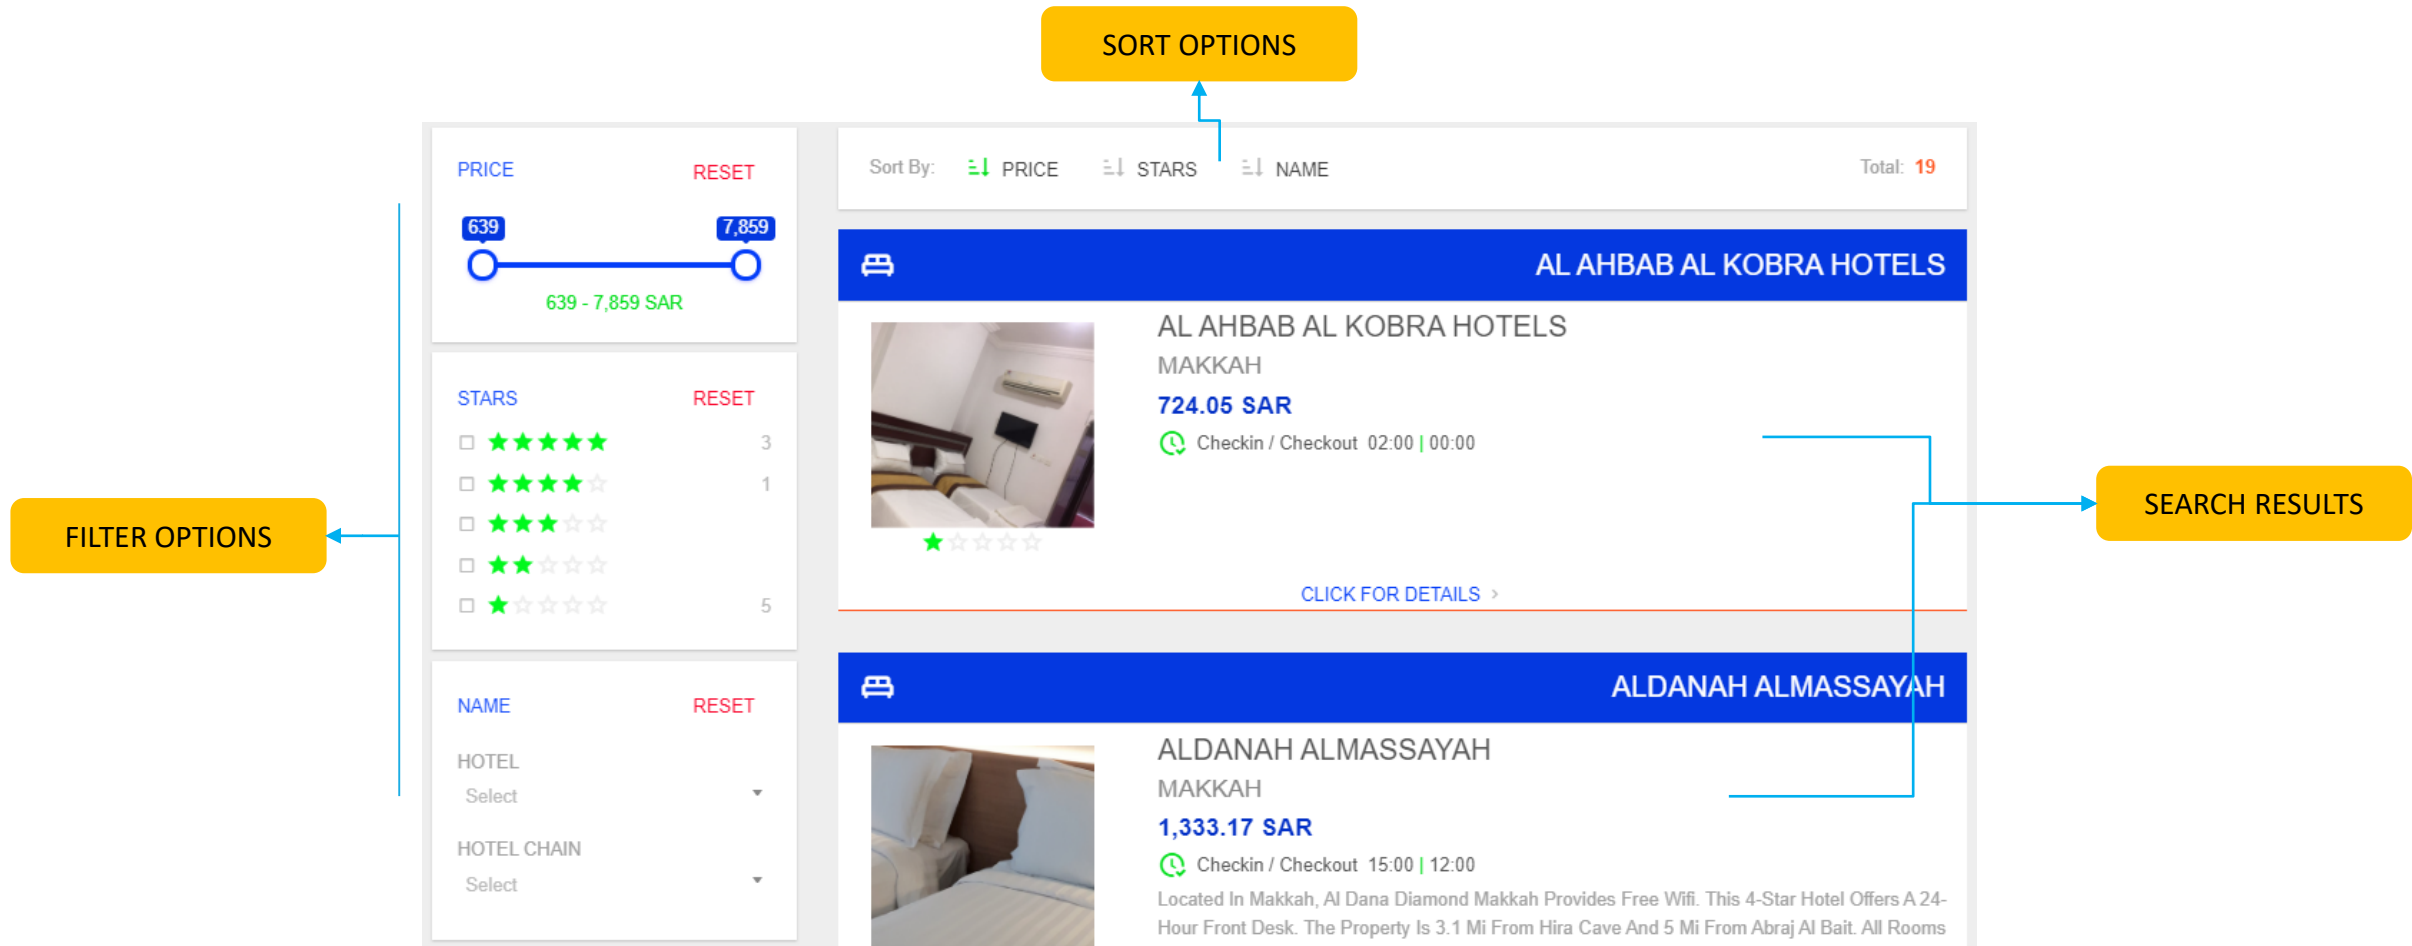 SORT OPTIONS
PRICE RESET
639 7,859
639 - 7,859 SAR
STARS RESET
3
1
5
NAME RESET
HOTEL
Select
HOTEL CHAIN
Select
FILTER OPTIONS
Sort By: PRICE STARS NAME Total: 19
AL AHBAB AL KOBRA HOTELS
AL AHBAB AL KOBRA HOTELS
MAKKAH
724.05 SAR
Checkin / Checkout 02:00 | 00:00
CLICK FOR DETAILS >
ALDANAH ALMASSAYAH
ALDANAH ALMASSAYAH
MAKKAH
1,333.17 SAR
Checkin / Checkout 15:00 | 12:00
Located In Makkah, Al Dana Diamond Makkah Provides Free Wifi. This 4-Star Hotel Offers A 24-
Hour Front Desk. The Property Is 3.1 Mi From Hira Cave And 5 Mi From Abraj Al Bait. All Rooms
SEARCH RESULTS